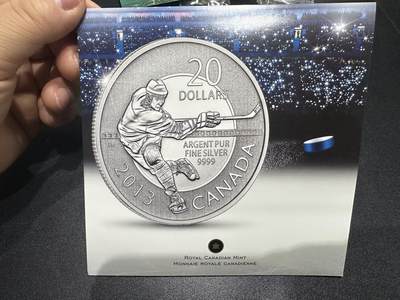 20
DOLLARS
ARGENT PUR
FINE SILVER
9999
2013
CANADA
ROYAL CANADIAN MINT
MONNAIE ROYALE CANADIENNE